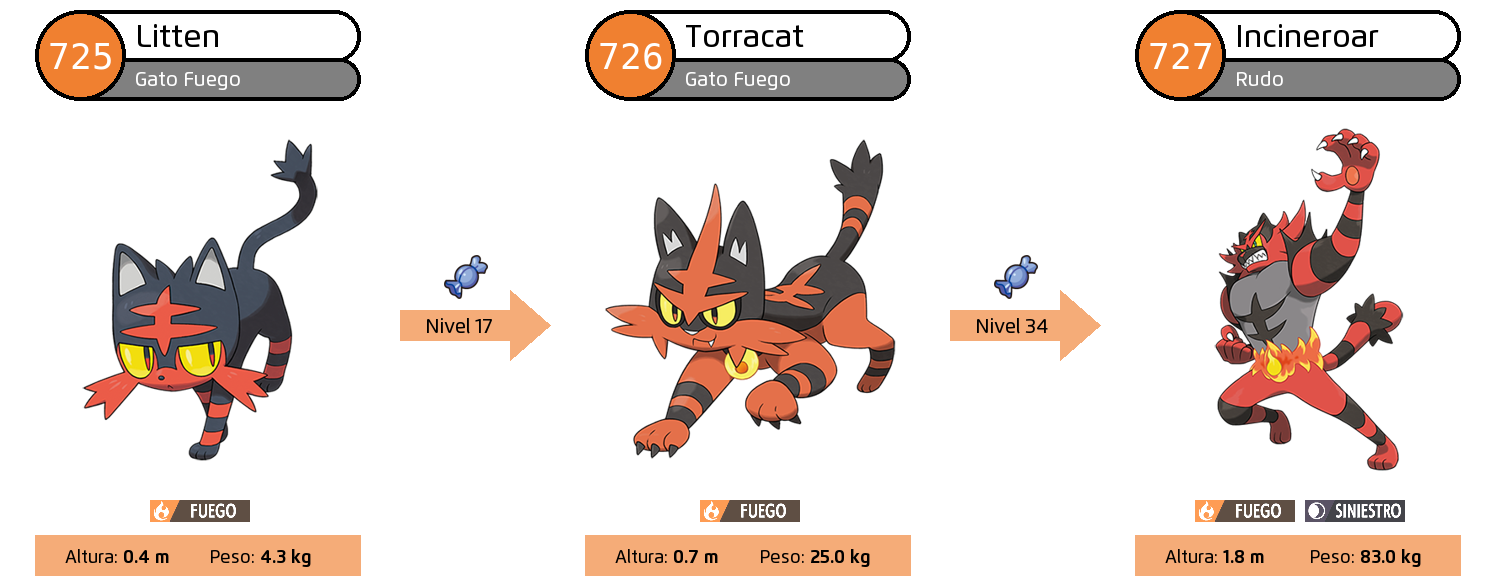 725 Litten
Gato Fuego
726 Torracat
Gato Fuego
727 Incineroar
Rudo
Nivel 17
Nivel 34
FUEGO
FUEGO
FUEGO SINIESTRO
Altura: 0.4 m Peso: 4.3 kg
Altura: 0.7 m Peso: 25.0 kg
Altura: 1.8 m Peso: 83.0 kg